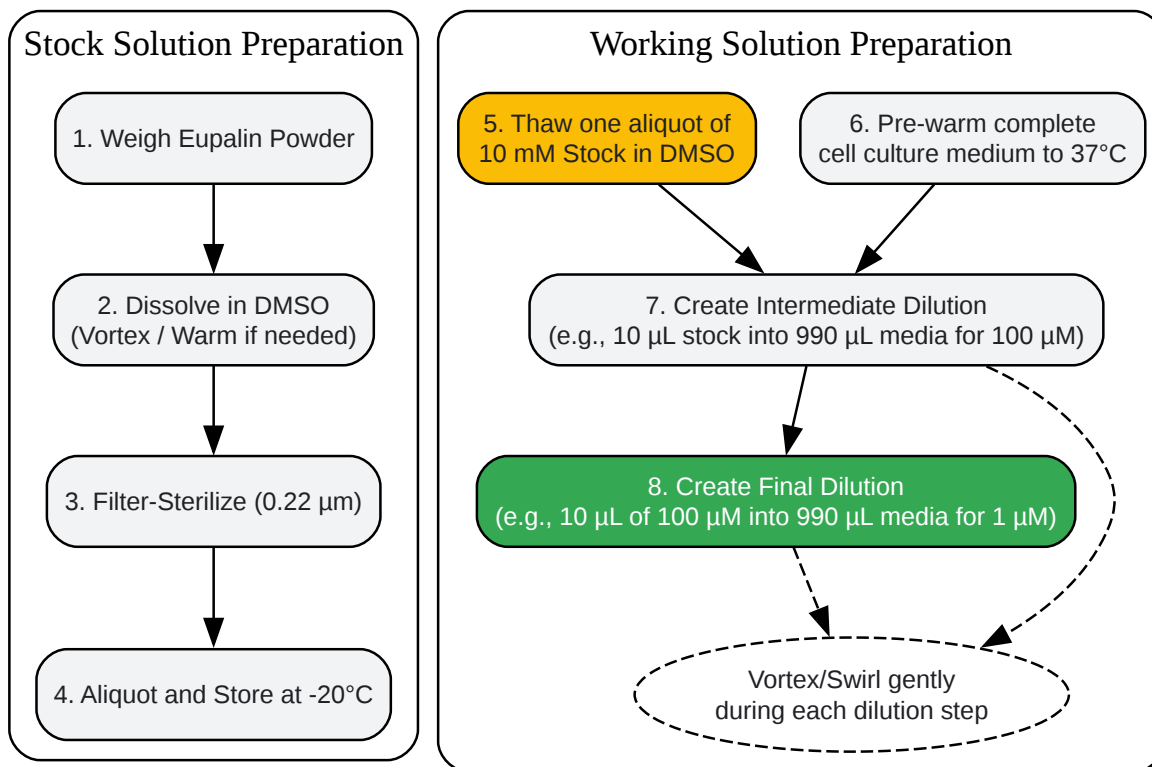 Stock Solution Preparation
1. Weigh Eupalin Powder
2. Dissolve in DMSO
(Vortex / Warm if needed)
3. Filter-Sterilize (0.22 µm)
4. Aliquot and Store at -20°C
Working Solution Preparation
5. Thaw one aliquot of
10 mM Stock in DMSO
6. Pre-warm complete
cell culture medium to 37°C
7. Create Intermediate Dilution
(e.g., 10 µL stock into 990 µL media for 100 µM)
8. Create Final Dilution
(e.g., 10 µL of 100 µM into 990 µL media for 1 µM)
Vortex/Swirl gently
during each dilution step